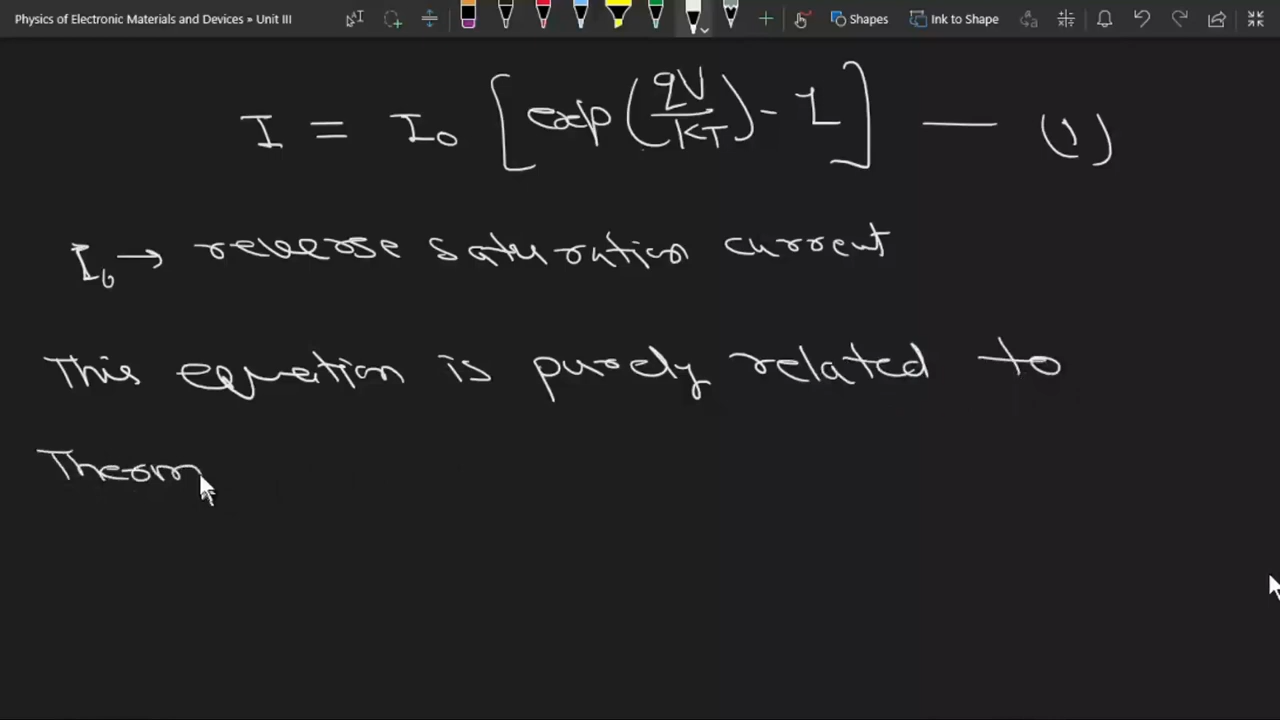 Physics of Electronic Materials and Devices » Unit III
Shapes
Ink to Shape
I = I₀ [exp(qV/KT) - 1] — (1)
I₀ → reverse saturation current
This equation is purely related to
Therm